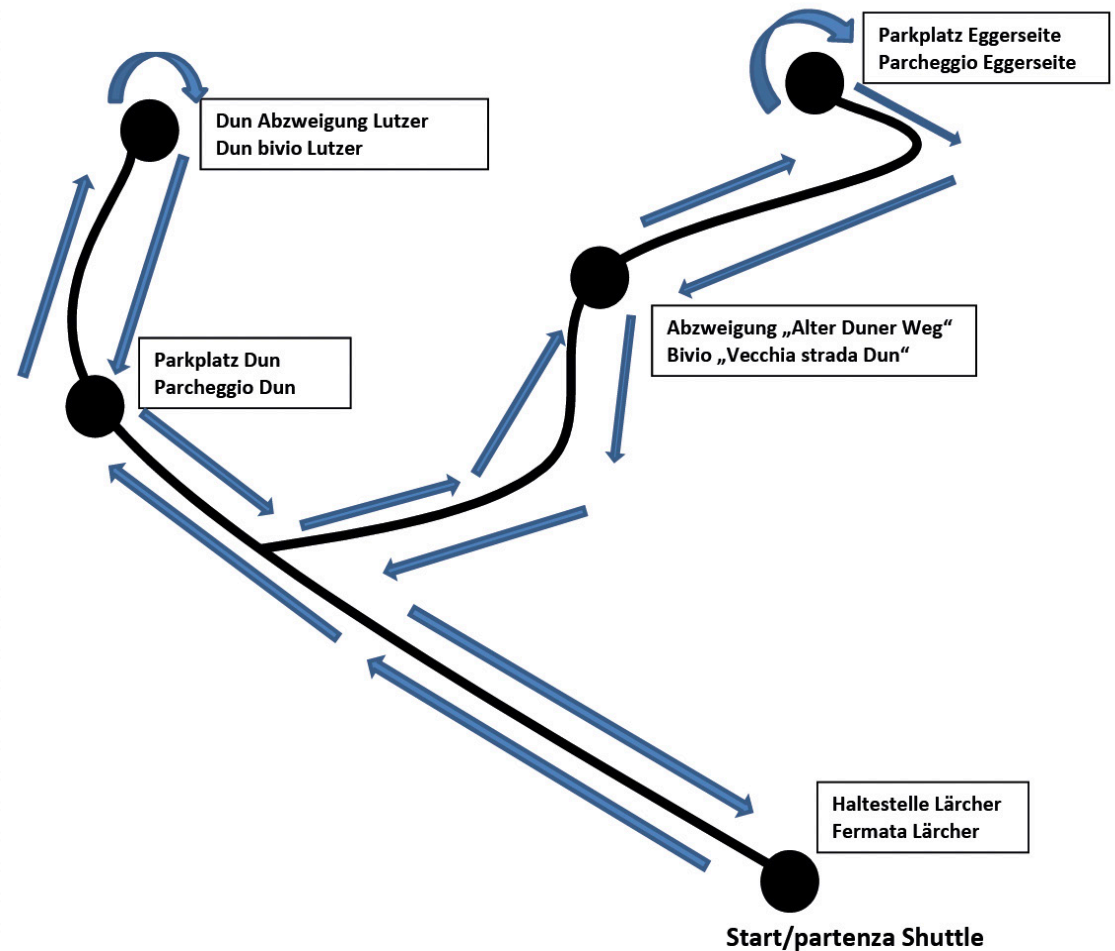 Parkplatz Eggerseite
Parcheggio Eggerseite
Dun Abzweigung Lutzer
Dun bivio Lutzer
Abzweigung „Alter Duner Weg“
Bivio „Vecchia strada Dun“
Parkplatz Dun
Parcheggio Dun
Haltestelle Lärcher
Fermata Lärcher
Start/partenza Shuttle